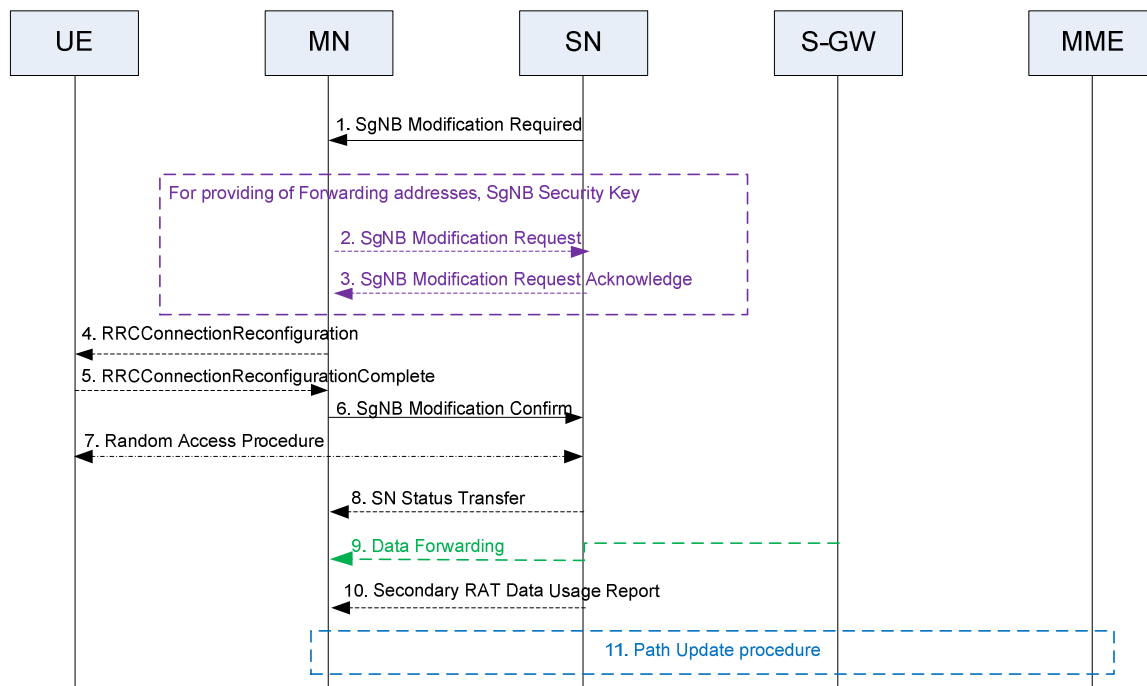 UE
MN
SN
S-GW
MME
1. SgNB Modification Required
For providing of Forwarding addresses, SgNB Security Key
2. SgNB Modification Request
3. SgNB Modification Request Acknowledge
4. RRCConnectionReconfiguration
5. RRCConnectionReconfigurationComplete
6. SgNB Modification Confirm
7. Random Access Procedure
8. SN Status Transfer
9. Data Forwarding
10. Secondary RAT Data Usage Report
11. Path Update procedure